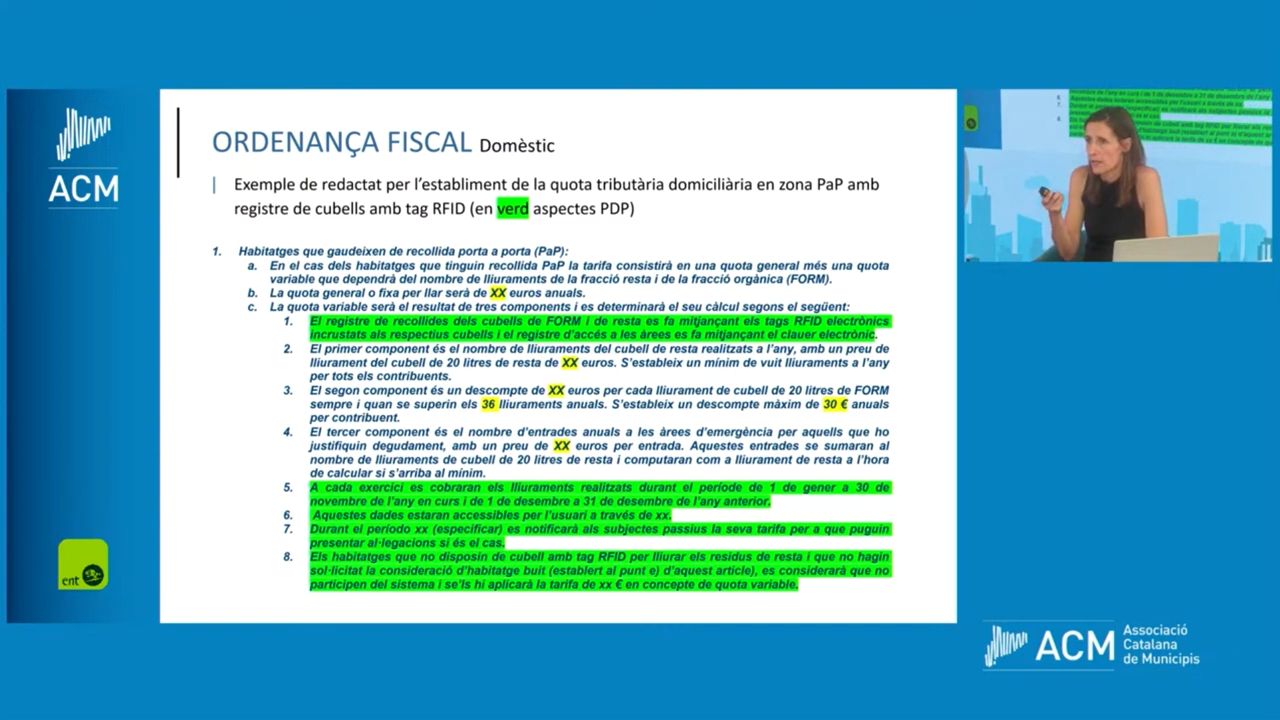 ACM
ORDENANÇA FISCAL Domèstic
Exemple de redactat per l’establiment de la quota tributària domiciliària en zona PaP amb
registre de cubells amb tag RFID (en verd aspectes PDP)
1. Habitatges que gaudeixen de recollida porta a porta (PaP):
a. En el cas dels habitatges que tinguin recollida PaP la tarifa consistirà en una quota general més una quota
variable que dependrà del nombre de lliuraments de la fracció resta i de la fracció orgànica (FORM).
b. La quota general o fixa per llar serà de XX euros anuals.
c. La quota variable serà el resultat de tres components i es determinarà el seu càlcul segons el següent:
1. El registre de recollides dels cubells de FORM i de resta es fa mitjançant els tags RFID electrònics
incrustats als respectius cubells i el registre d’accés a les àrees es fa mitjançant el clauer electrònic.
2. El primer component és el nombre de lliuraments del cubell de resta realitzats a l’any, amb un preu de
lliurament del cubell de 20 litres de resta de XX euros. S’estableix un mínim de vuit lliuraments a l’any
per tots els contribuents.
3. El segon component és un descompte de XX euros per cada lliurament de cubell de 20 litres de FORM
sempre i quan se superin els 36 lliuraments anuals. S’estableix un descompte màxim de 30 € anuals
per contribuent.
4. El tercer component és el nombre d’entrades anuals a les àrees d’emergència per aquells que ho
justifiquin degudament, amb un preu de XX euros per entrada. Aquestes entrades se sumaran al
nombre de lliuraments de cubell de 20 litres de resta i computaran com a lliurament de resta a l’hora
de calcular si s’arriba al mínim.
5. A cada exercici es cobraran els lliuraments realitzats durant el període de 1 de gener a 30 de
novembre de l’any en curs i de 1 de desembre a 31 de desembre de l’any anterior.
6. Aquestes dades estaran accessibles per l’usuari a través de xx.
7. Durant el període xx (especificar) es notificarà als subjectes passius la seva tarifa per a que puguin
presentar al·legacions si és el cas.
8. Els habitatges que no disposin de cubell amb tag RFID per lliurar els residus de resta i que no hagin
sol·licitat la consideració d’habitatge buit (establert al punt e) d’aquest article), es considerarà que no
participen del sistema i se’ls hi aplicarà la tarifa de xx € en concepte de quota variable.
ent
ACM
Associació
Catalana
de Municipis